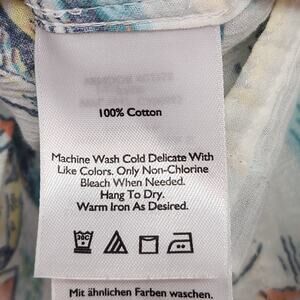 100% Cotton
Machine Wash Cold Delicate With
Like Colors. Only Non-Chlorine
Bleach When Needed.
Hang To Dry.
Warm Iron As Desired.
Mit ähnlichen Farben waschen.